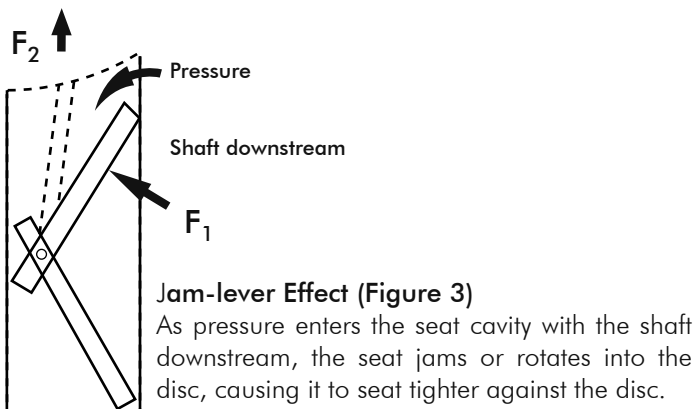 F2
Pressure
Shaft downstream
F1
Jam-lever Effect (Figure 3)
As pressure enters the seat cavity with the shaft
downstream, the seat jams or rotates into the
disc, causing it to seat tighter against the disc.